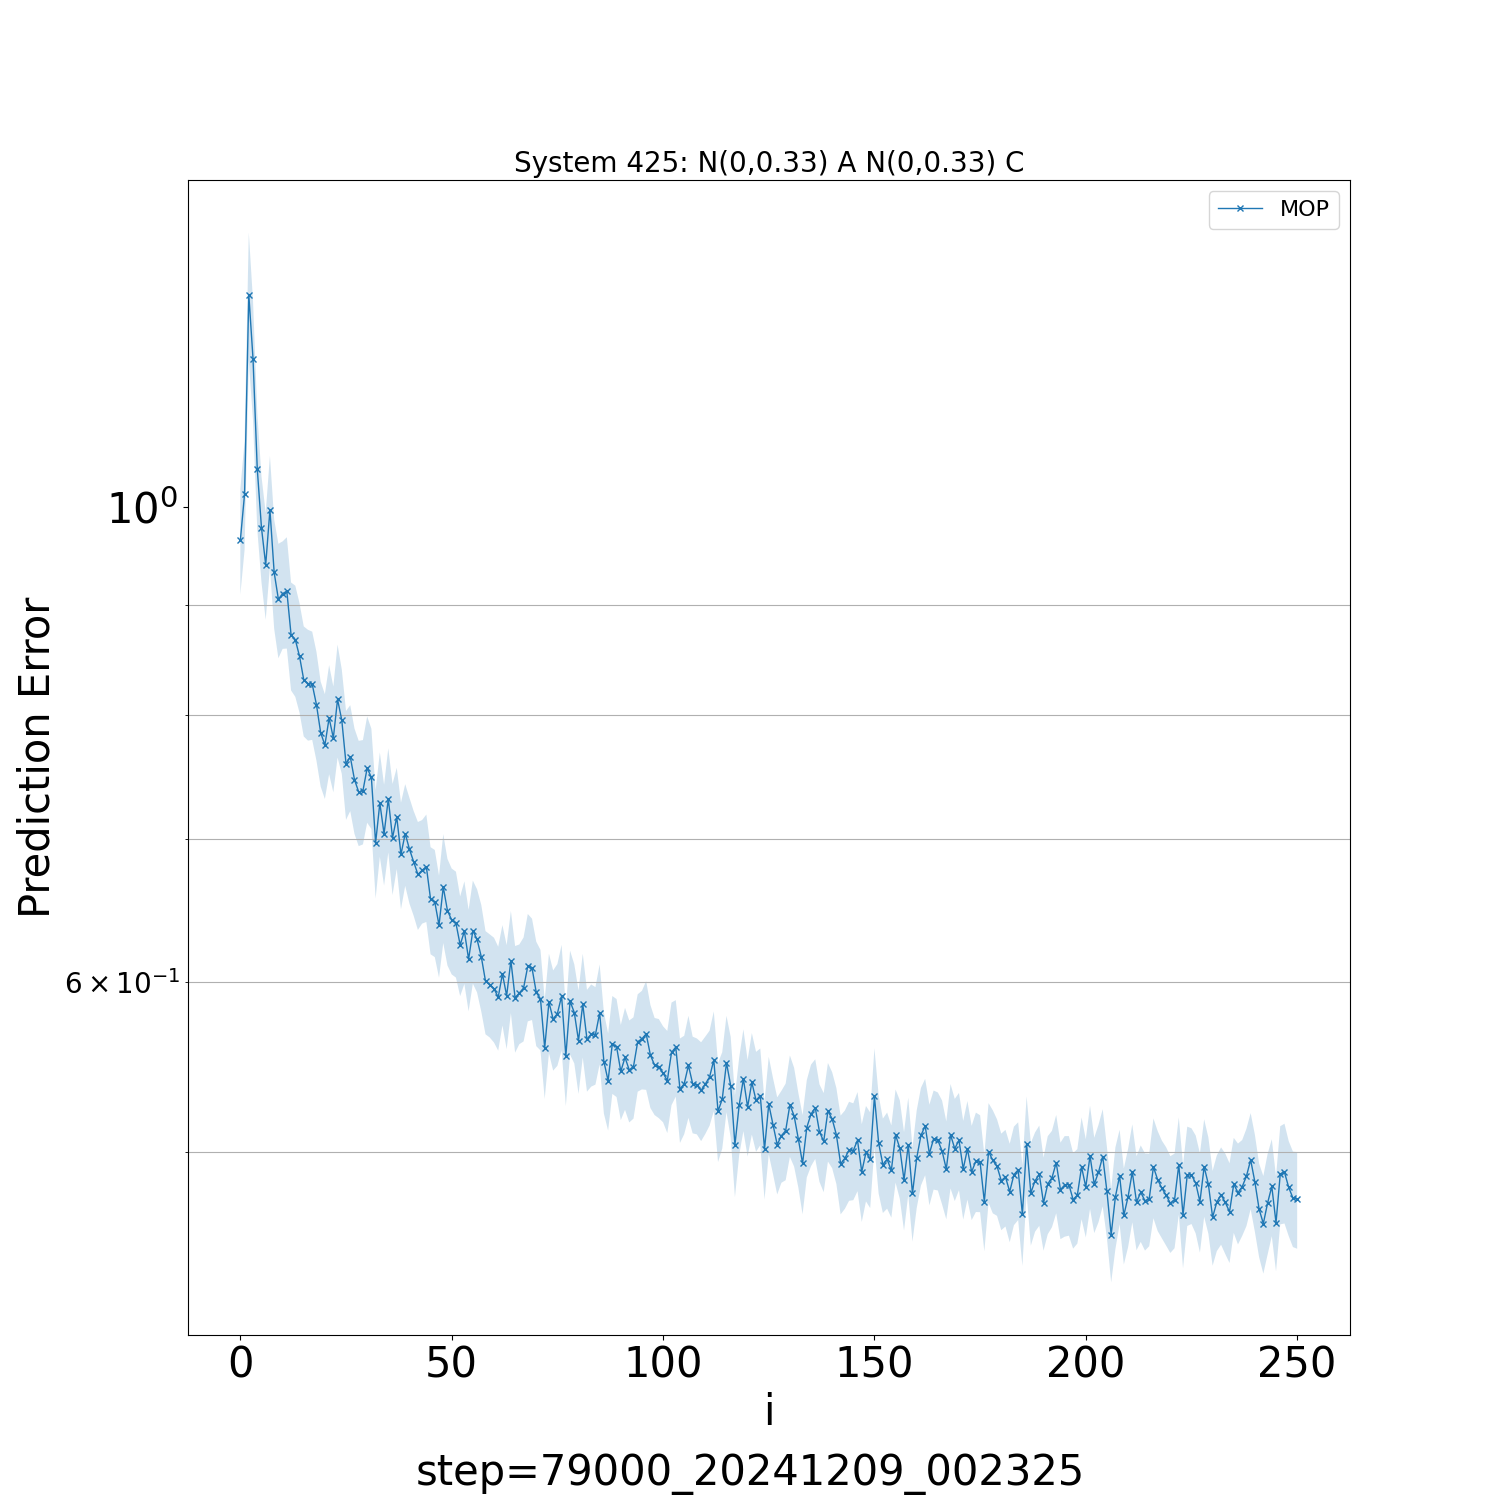 System 425: N(0,0.33) A N(0,0.33) C
MOP
10⁰
6 × 10⁻¹
Prediction Error
0 50 100 150 200 250
i
step=79000_20241209_002325